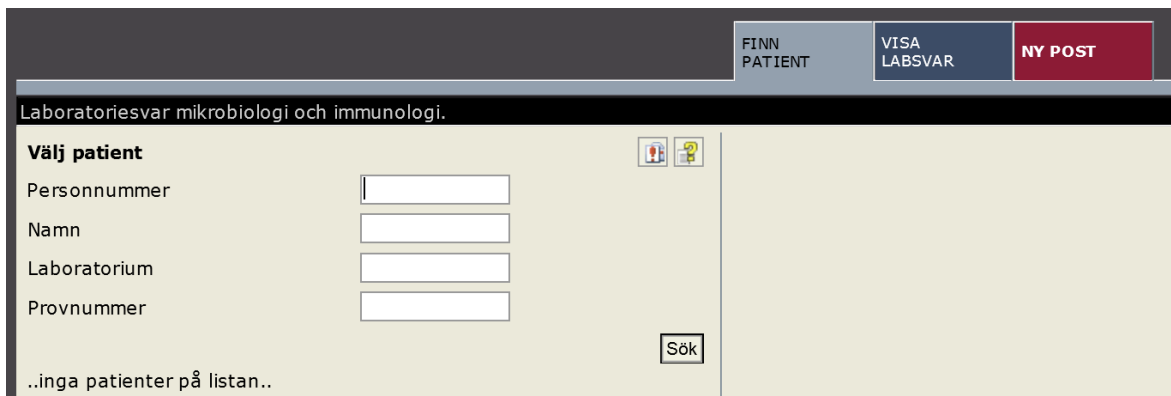 FINN
PATIENT
VISA
LABSVAR
NY POST
Laboratoriesvar mikrobiologi och immunologi.
Välj patient
Personnummer
Namn
Laboratorium
Provnummer
Sök
..inga patienter på listan..